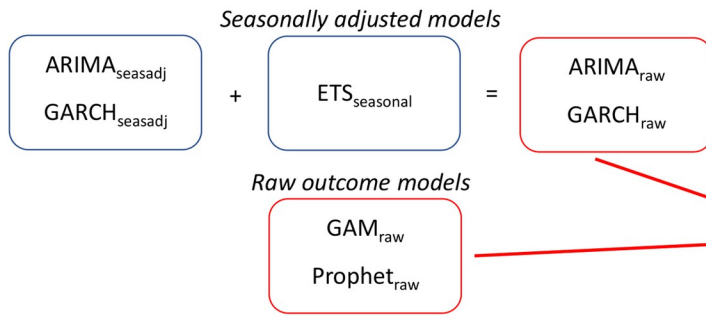 Seasonally adjusted models
ARIMAseasadj
GARCHseasadj
+
ETSseasonal
=
ARIMAraw
GARCHraw
Raw outcome models
GAMraw
Prophetraw